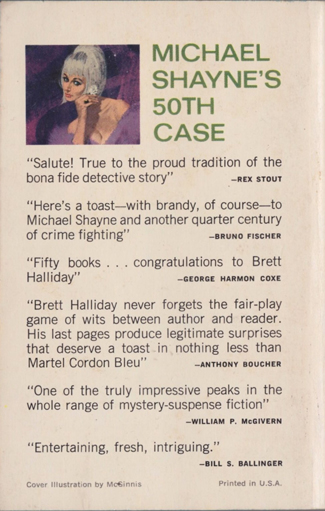 MICHAEL
SHAYNE'S
50TH
CASE
"Salute! True to the proud tradition of the
bona fide detective story"
—REX STOUT
"Here's a toast—with brandy, of course—to
Michael Shayne and another quarter century
of crime fighting"
—BRUNO FISCHER
"Fifty books . . . congratulations to Brett
Halliday"
—GEORGE HARMON COXE
"Brett Halliday never forgets the fair-play
game of wits between author and reader.
His last pages produce legitimate surprises
that deserve a toast in nothing less than
Martel Cordon Bleu"
—ANTHONY BOUCHER
"One of the truly impressive peaks in the
whole range of mystery-suspense fiction"
—WILLIAM P. McGIVERN
"Entertaining, fresh, intriguing."
—BILL S. BALLINGER
Cover Illustration by McGinnis
Printed in U.S.A.